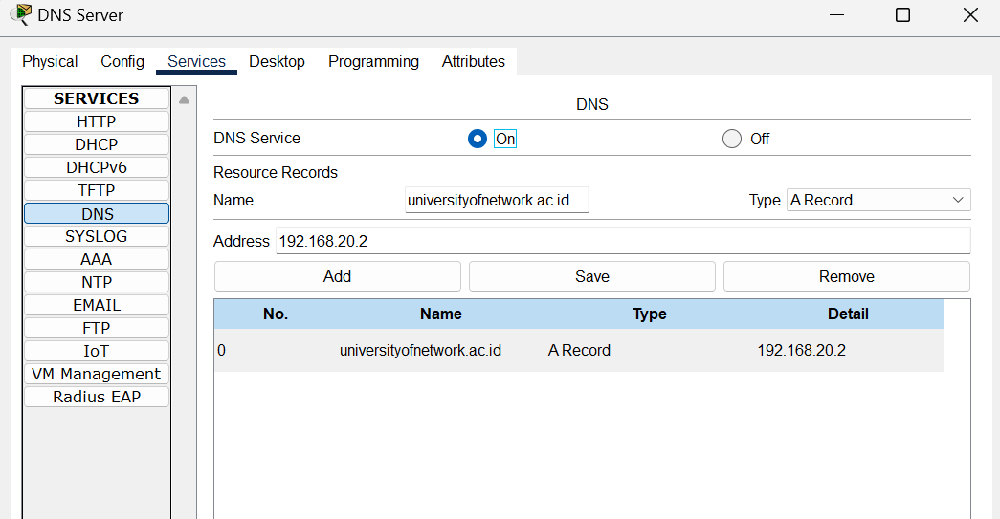 DNS Server
Physical Config Services Desktop Programming Attributes
SERVICES
HTTP
DHCP
DHCPv6
TFTP
DNS
SYSLOG
AAA
NTP
EMAIL
FTP
IoT
VM Management
Radius EAP
DNS
DNS Service On Off
Resource Records
Name universityofnetwork.ac.id Type A Record
Address 192.168.20.2
Add Save Remove
No. Name Type Detail
0 universityofnetwork.ac.id A Record 192.168.20.2